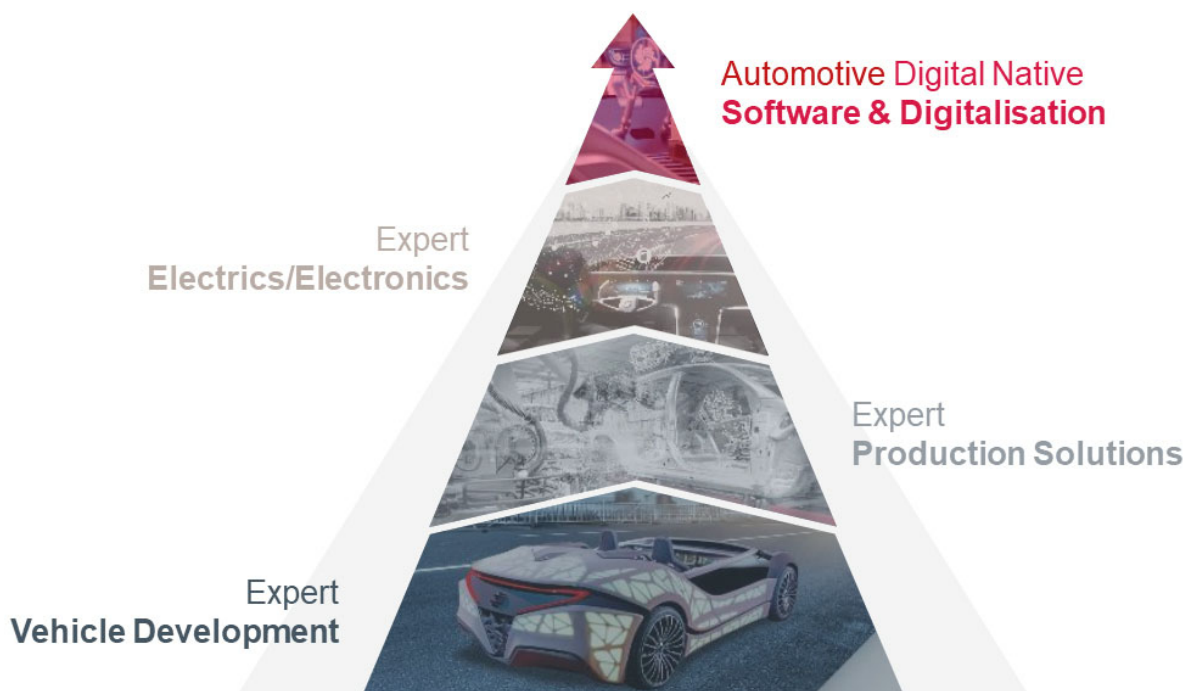 Automotive Digital Native
Software & Digitalisation
Expert
Electrics/Electronics
Expert
Production Solutions
Expert
Vehicle Development